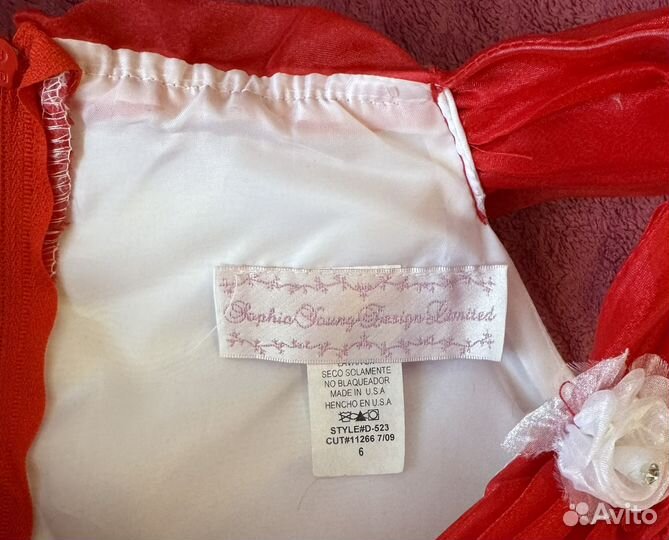 Sophia Young Design Limited
SECO SOLAMENTE
NO BLAQUEADOR
MADE IN U.S.A
HENCHO EN U.S.A
STYLE#D-523
CUT#11266 7/09
6
Avito